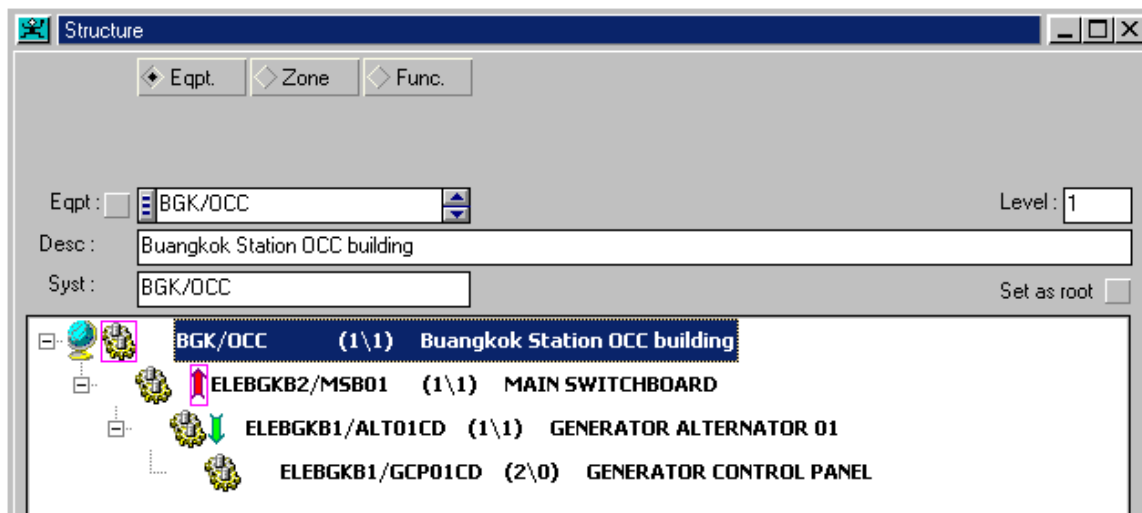 Structure
Eqpt. Zone Func.
Eqpt : BGK/OCC Level : 1
Desc : Buangkok Station OCC building
Syst : BGK/OCC Set as root
BGK/OCC (1\1) Buangkok Station OCC building
ELEBGKB2/MSB01 (1\1) MAIN SWITCHBOARD
ELEBGKB1/ALT01CD (1\1) GENERATOR ALTERNATOR 01
ELEBGKB1/GCP01CD (2\0) GENERATOR CONTROL PANEL